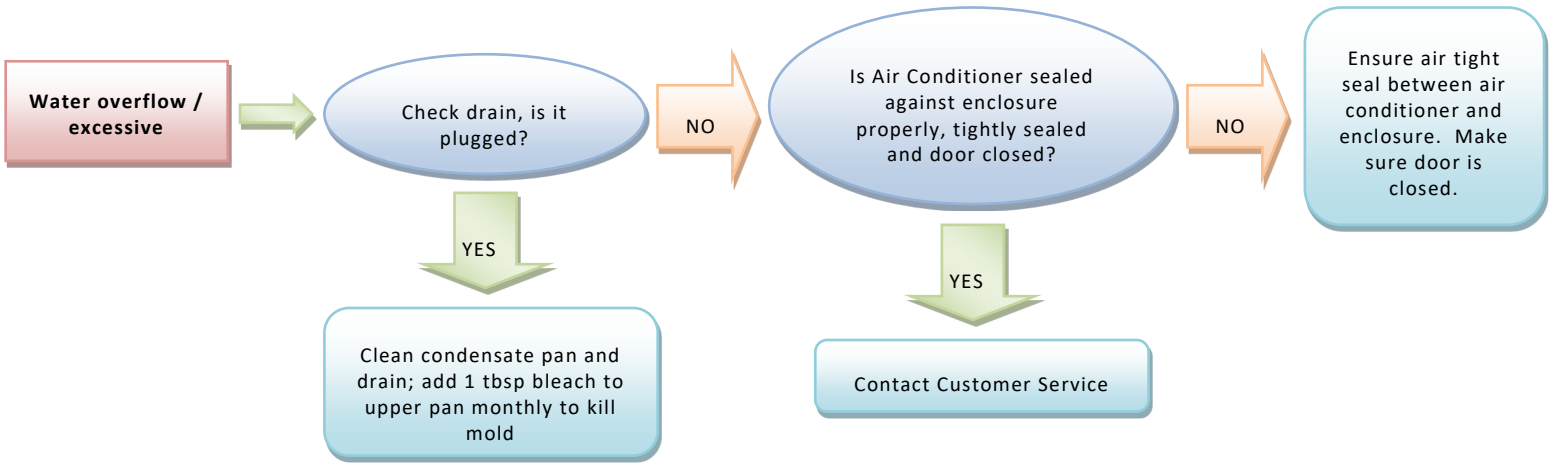 Water overflow /
excessive
Check drain, is it
plugged?
NO
Is Air Conditioner sealed
against enclosure
properly, tightly sealed
and door closed?
NO
Ensure air tight
seal between air
conditioner and
enclosure.  Make
sure door is
closed.
YES
Clean condensate pan and
drain; add 1 tbsp bleach to
upper pan monthly to kill
mold
YES
Contact Customer Service